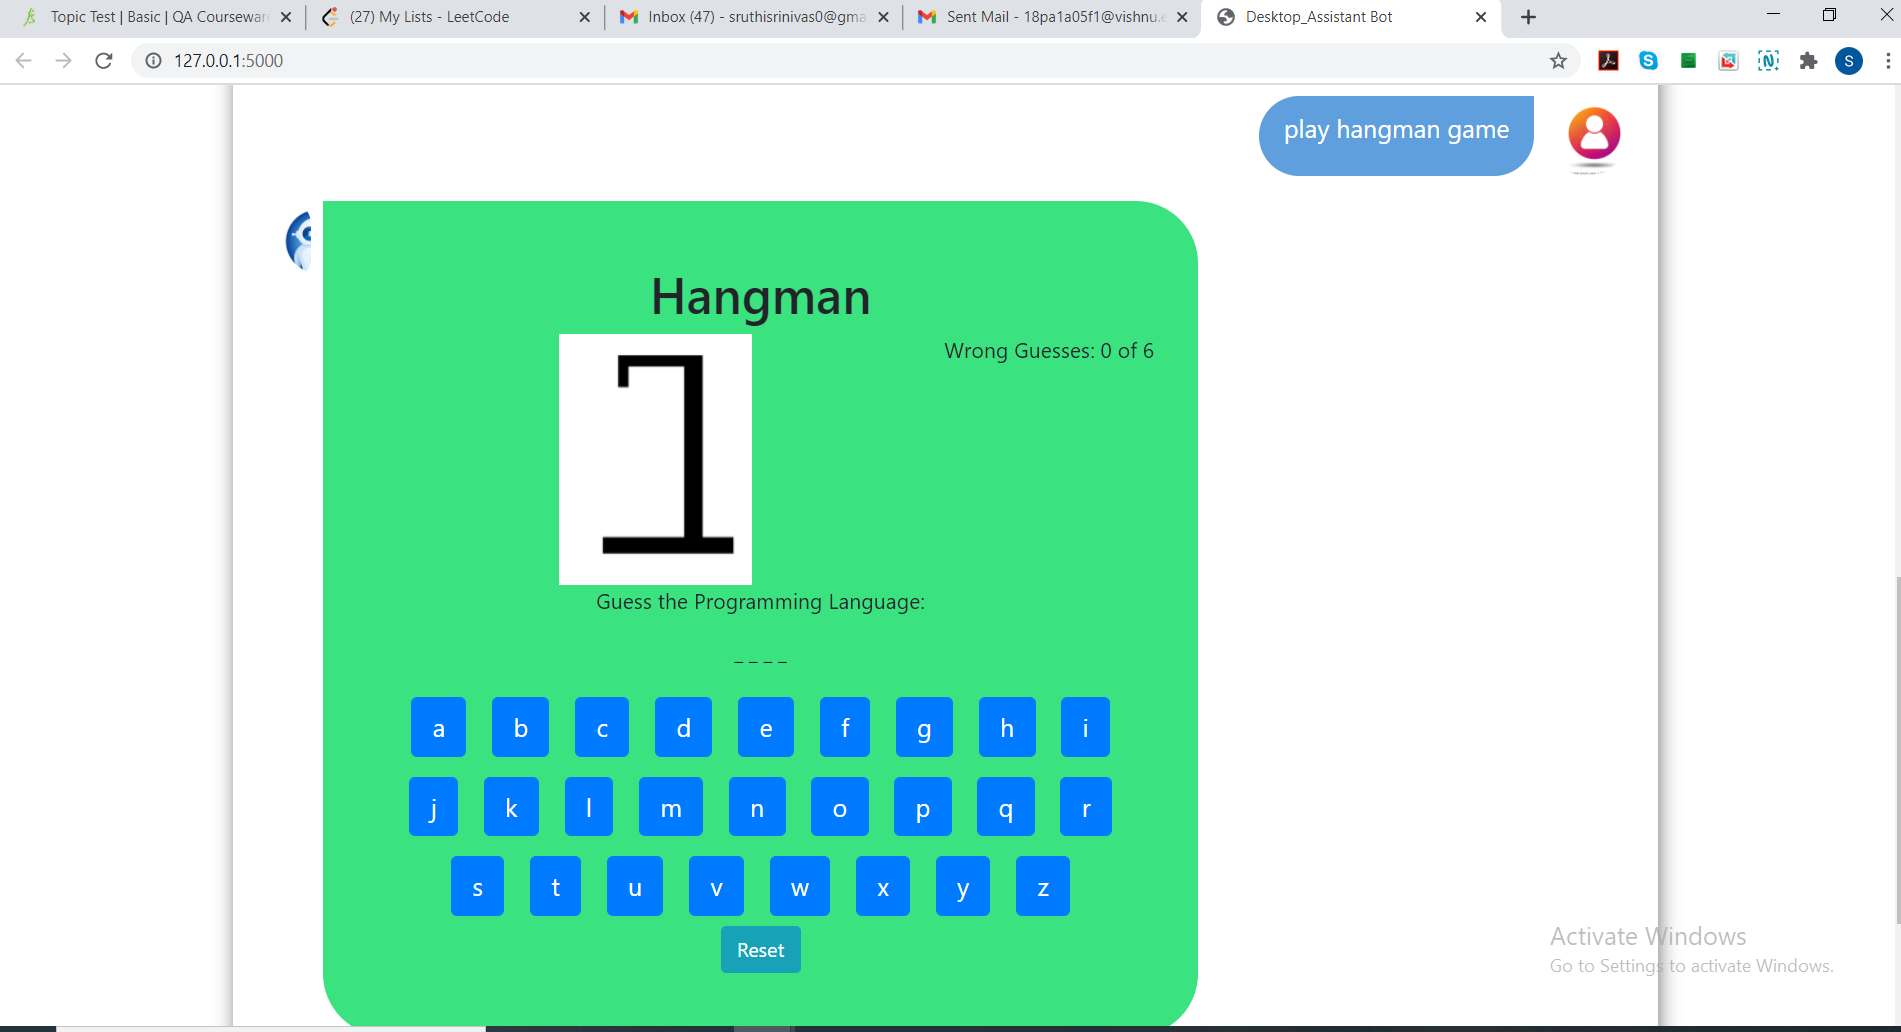 Topic Test | Basic | QA Coursewar
(27) My Lists - LeetCode
Inbox (47) - sruthisrinivas0@gma
Sent Mail - 18pa1a05f1@vishnu.e
Desktop_Assistant Bot
127.0.0.1:5000
S
play hangman game
Hangman
Wrong Guesses: 0 of 6
Guess the Programming Language:
_ _ _ _
a b c d e f g h i
j k l m n o p q r
s t u v w x y z
Reset
Activate Windows
Go to Settings to activate Windows.